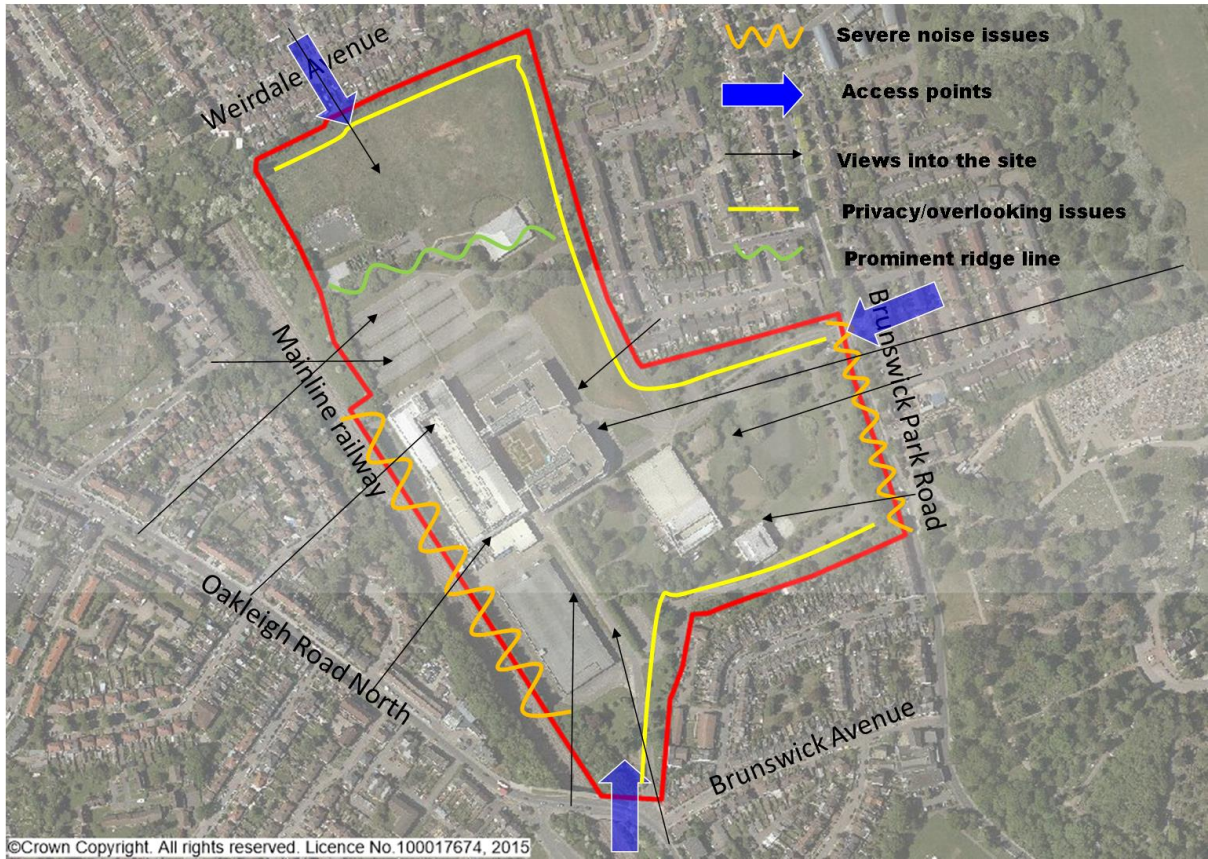 Weirdale Avenue
Severe noise issues
Access points
Views into the site
Privacy/overlooking issues
Prominent ridge line
Brunswick Park Road
Mainline railway
Oakleigh Road North
Brunswick Avenue
©Crown Copyright. All rights reserved. Licence No.100017674, 2015